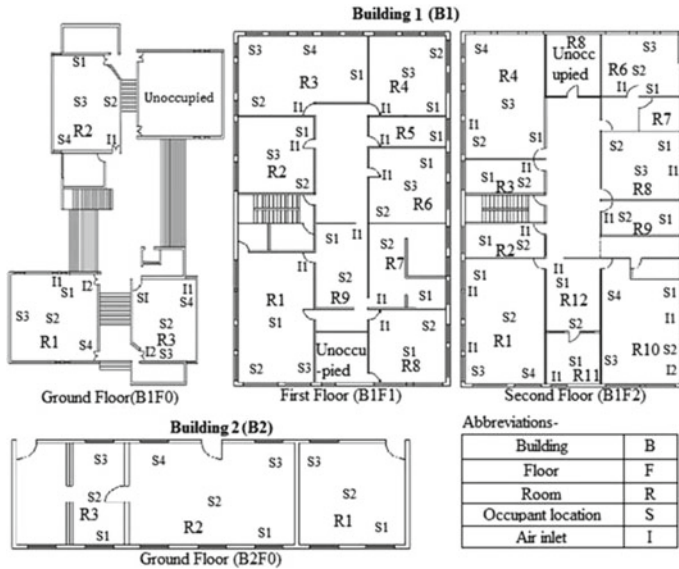 Building 1 (B1)
S1
S3 S2
R2
S4 I1
Unoccupied
I1 I2
S1
S3 S2
R1 S4
SI I1
S4
S2
R3
I2 S3
Ground Floor(B1F0)
S3 S4
R3 S1
S2 I1
S2
S3
R4
I1 S1
S1
I1
S3
R2 S2
S1
I1 R5
S1
I1 S3
S2 R6
I1
R1
S1
S2 S3
S1
S2
R9
I1
S2
R7
I1 S1
Unoccu
-pied
I1 S2
S1
R8
First Floor (B1F1)
S4
R4
S3
S1
R8
Unocc
upied
S3
R6
I1 S1
R7
S2 S1
S3 I1
R8
I1
S1 S2
R3
I1
S2 S1
R9
S1 I1
R2 S2
S1
I1 I1
R1
S3 S4
I1
S1
R12
S2
S1
I1 R11
S4 S1
I1
R10 S2
S3 I2
Second Floor (B1F2)
Building 2 (B2)
S3
S2
R3
S1
S4 S3
S2
R2 S1
S3
S2
R1 S1
Ground Floor (B2F0)
Abbreviations-
Building B
Floor F
Room R
Occupant location S
Air inlet I